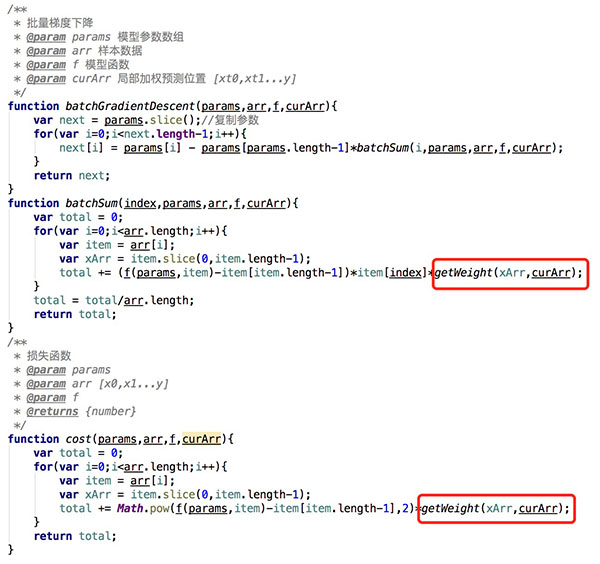 /**
 * 批量梯度下降
 * @param params 模型参数数组
 * @param arr 样本数据
 * @param f 模型函数
 * @param curArr 局部加权预测位置 [xt0,xt1...y]
 */
function batchGradientDescent(params,arr,f,curArr){
    var next = params.slice();//复制参数
    for(var i=0;i<next.length-1;i++){
        next[i] = params[i] - params[params.length-1]*batchSum(i,params,arr,f,curArr);
    }
    return next;
}
function batchSum(index,params,arr,f,curArr){
    var total = 0;
    for(var i=0;i<arr.length;i++){
        var item = arr[i];
        var xArr = item.slice(0,item.length-1);
        total += (f(params,item)-item[item.length-1])*item[index]*getWeight(xArr,curArr);
    }
    total = total/arr.length;
    return total;
}
/**
 * 损失函数
 * @param params
 * @param arr [x0,x1...y]
 * @param f
 * @returns {number}
 */
function cost(params,arr,f,curArr){
    var total = 0;
    for(var i=0;i<arr.length;i++){
        var item = arr[i];
        var xArr = item.slice(0,item.length-1);
        total += Math.pow(f(params,item)-item[item.length-1],2)*getWeight(xArr,curArr);
    }
    return total;
}